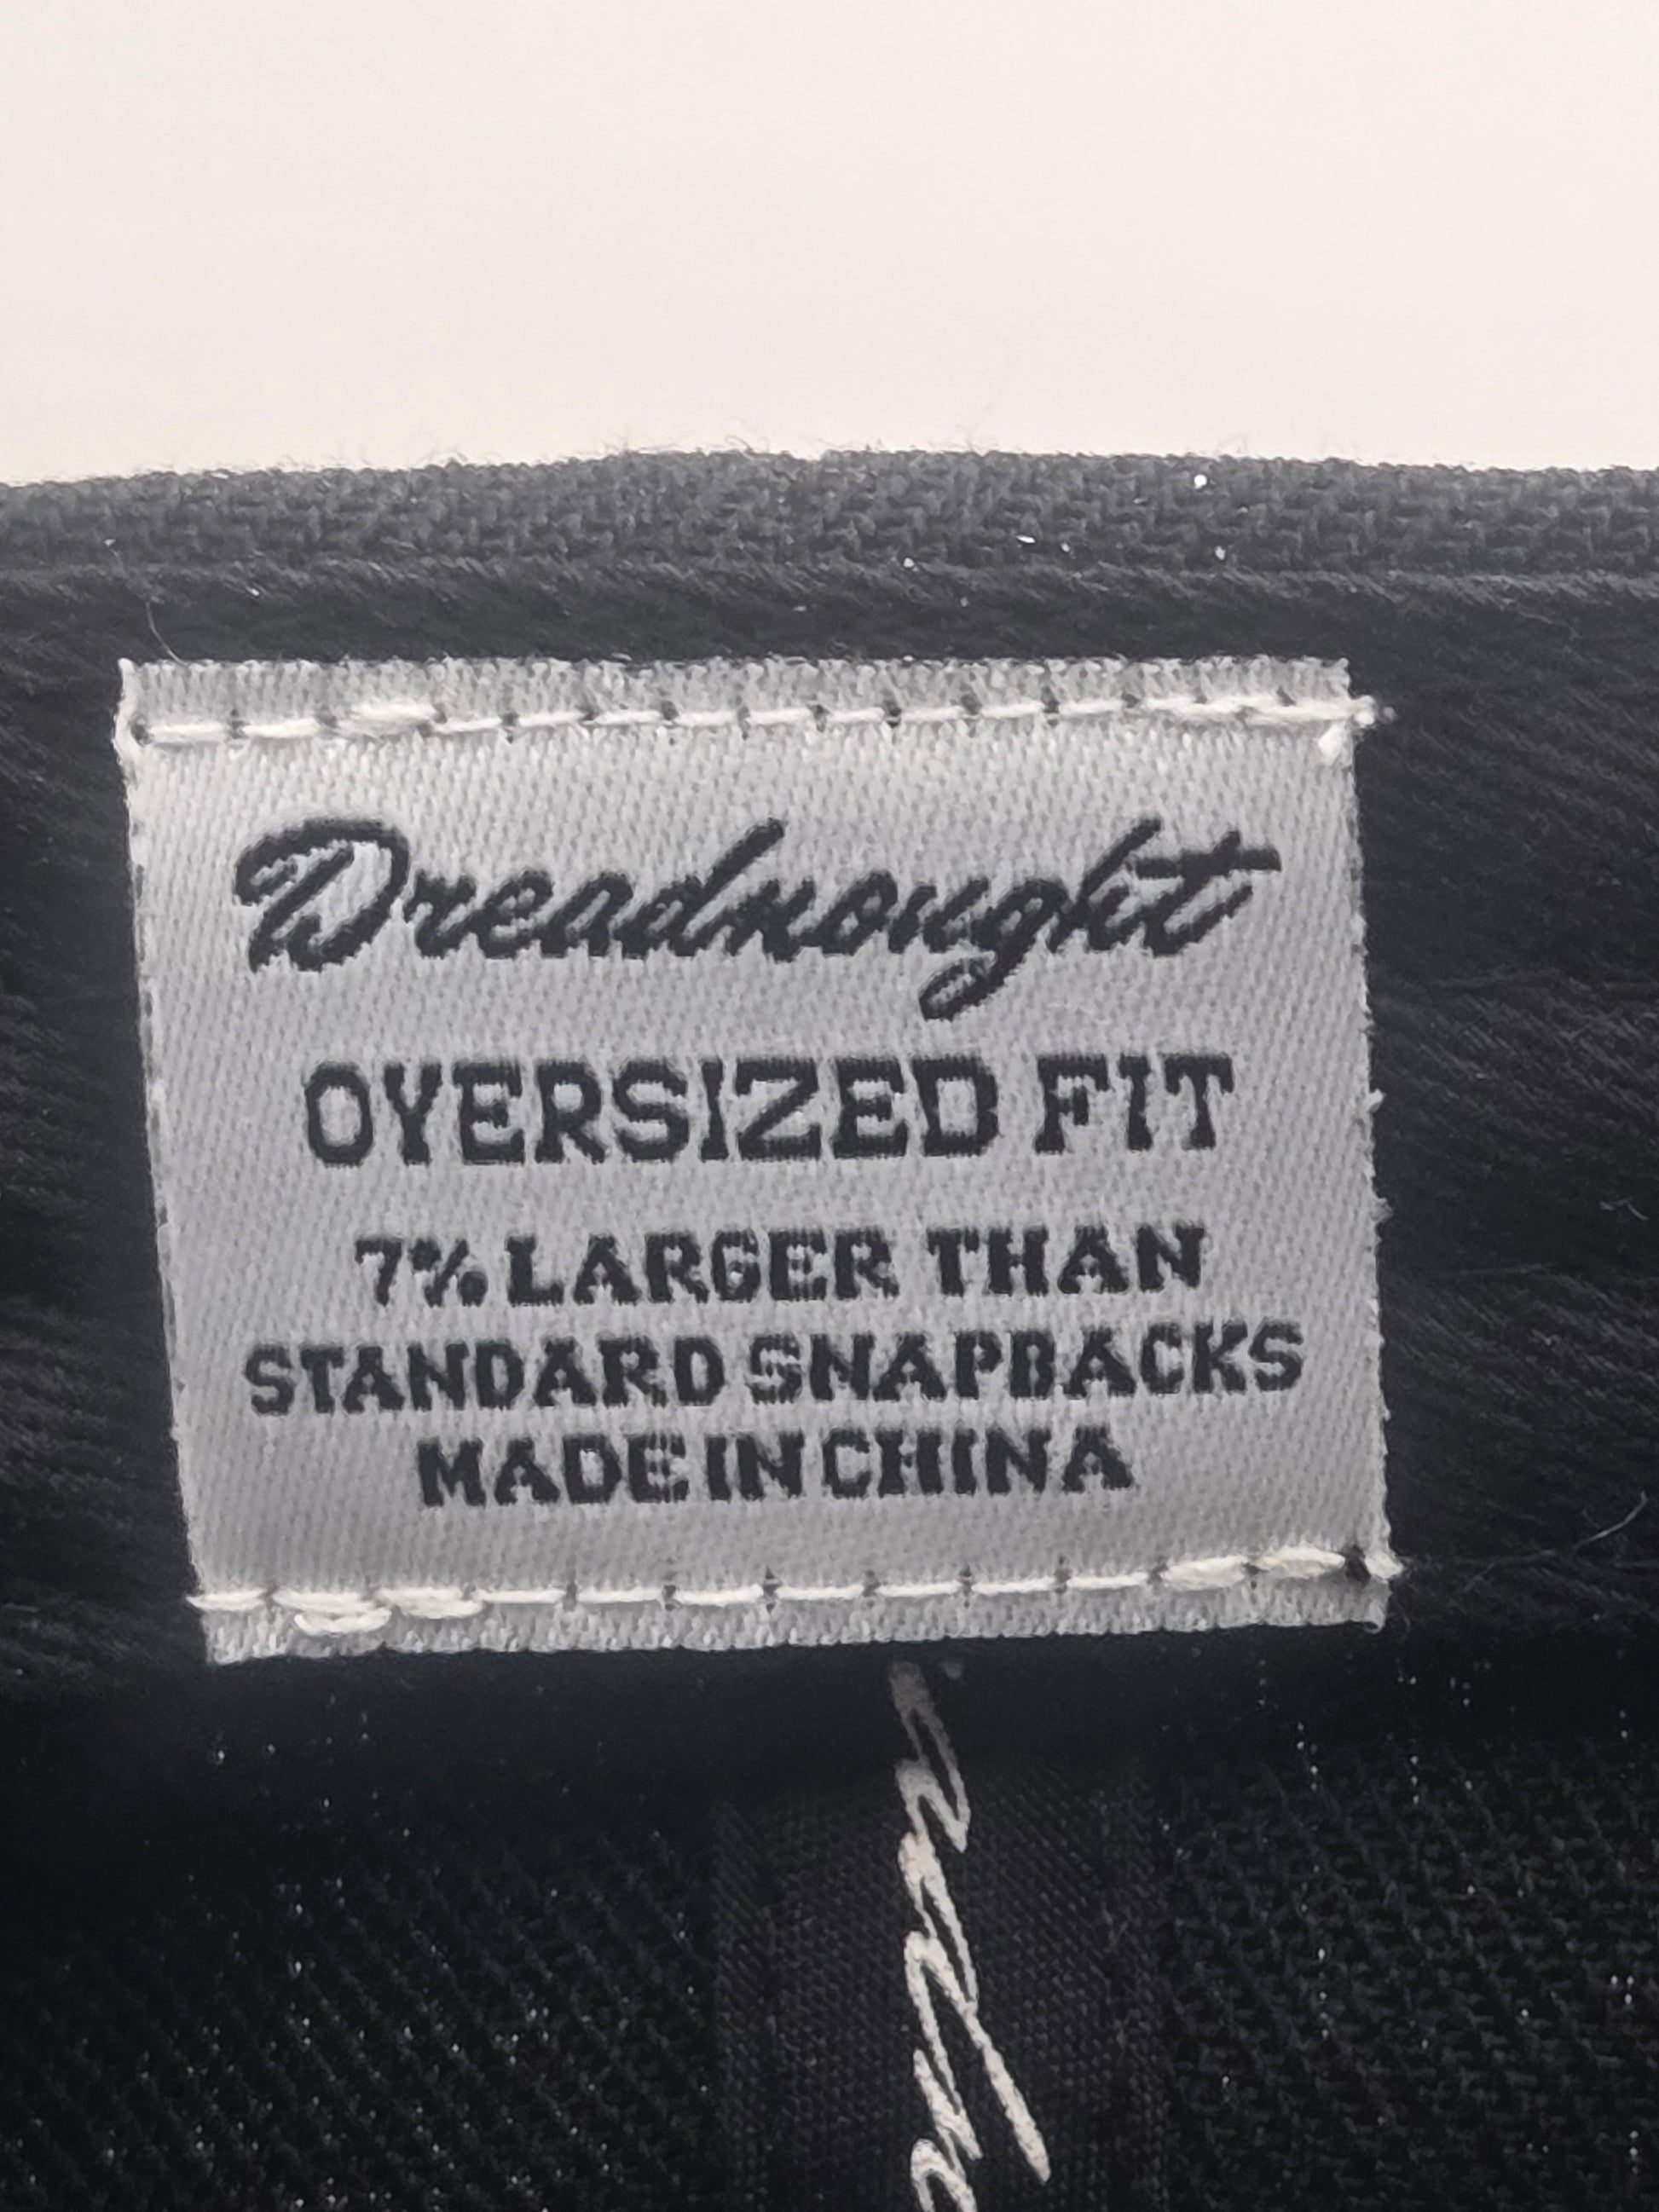 Dreadnought
OVERSIZED FIT
7% LARGER THAN
STANDARD SNAPBACKS
MADE IN CHINA